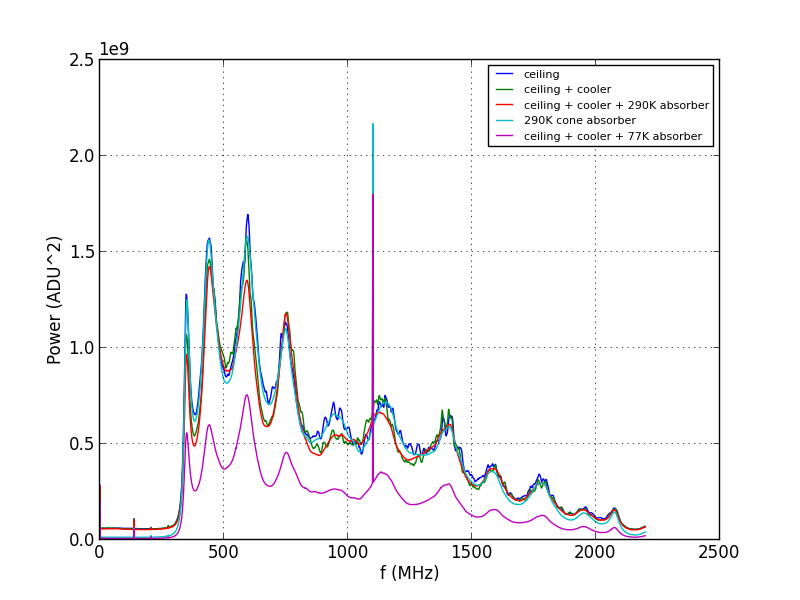 1e9
2.5
2.0
1.5
1.0
0.5
0.0
Power (ADU^2)
ceiling
ceiling + cooler
ceiling + cooler + 290K absorber
290K cone absorber
ceiling + cooler + 77K absorber
0 500 1000 1500 2000 2500
f (MHz)